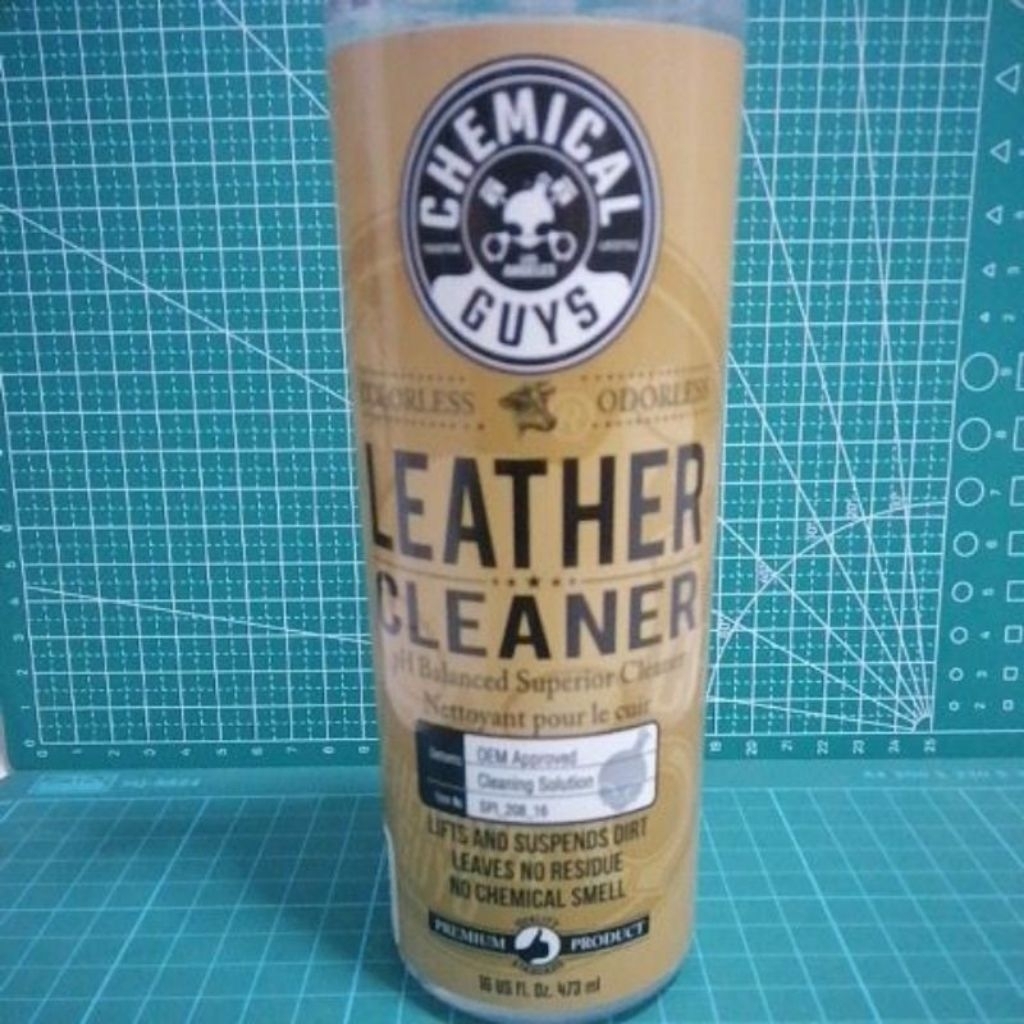 CHEMICAL
GUYS
ODORLESS
ODORLESS
LEATHER
CLEANER
pH Balanced Superior Cleaner
Nettoyant pour le cuir
OEM Approved
Cleaning Solution
SPI_208_16
LIFTS AND SUSPENDS DIRT
LEAVES NO RESIDUE
NO CHEMICAL SMELL
QUALITY
PREMIUM PRODUCT
16 US fl. Oz. 473 ml